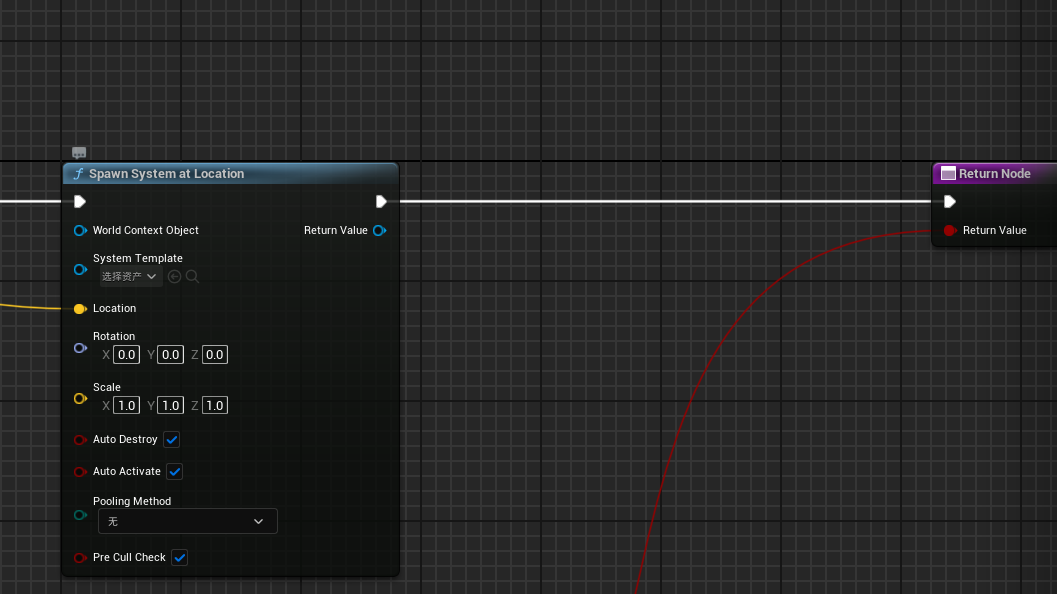 f Spawn System at Location
Return Node
World Context Object
Return Value
Return Value
System Template
选择资产
Location
Rotation
X 0.0 Y 0.0 Z 0.0
Scale
X 1.0 Y 1.0 Z 1.0
Auto Destroy
Auto Activate
Pooling Method
无
Pre Cull Check